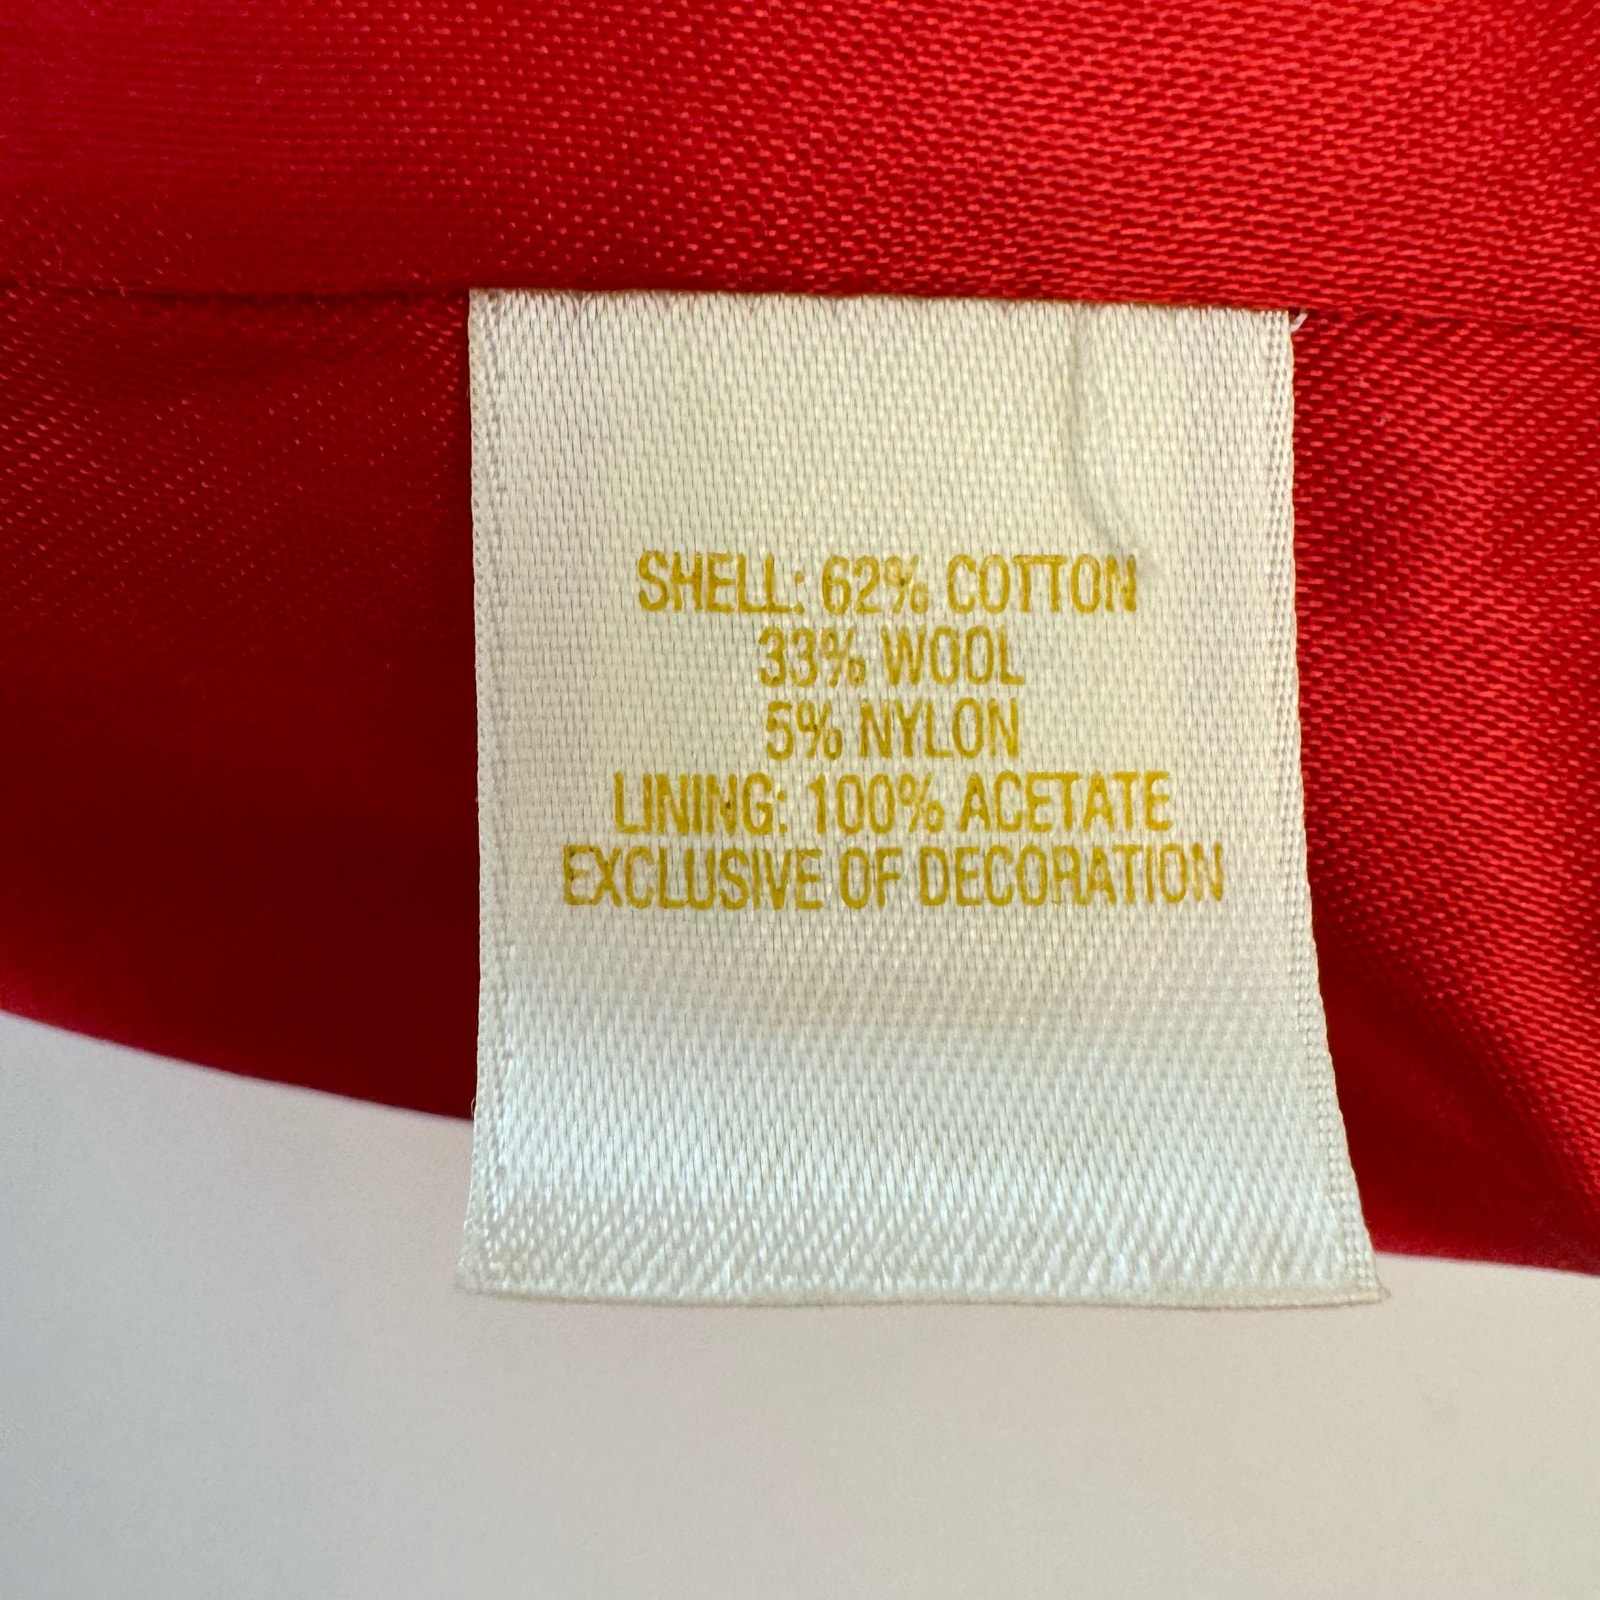 SHELL: 62% COTTON
33% WOOL
5% NYLON
LINING: 100% ACETATE
EXCLUSIVE OF DECORATION